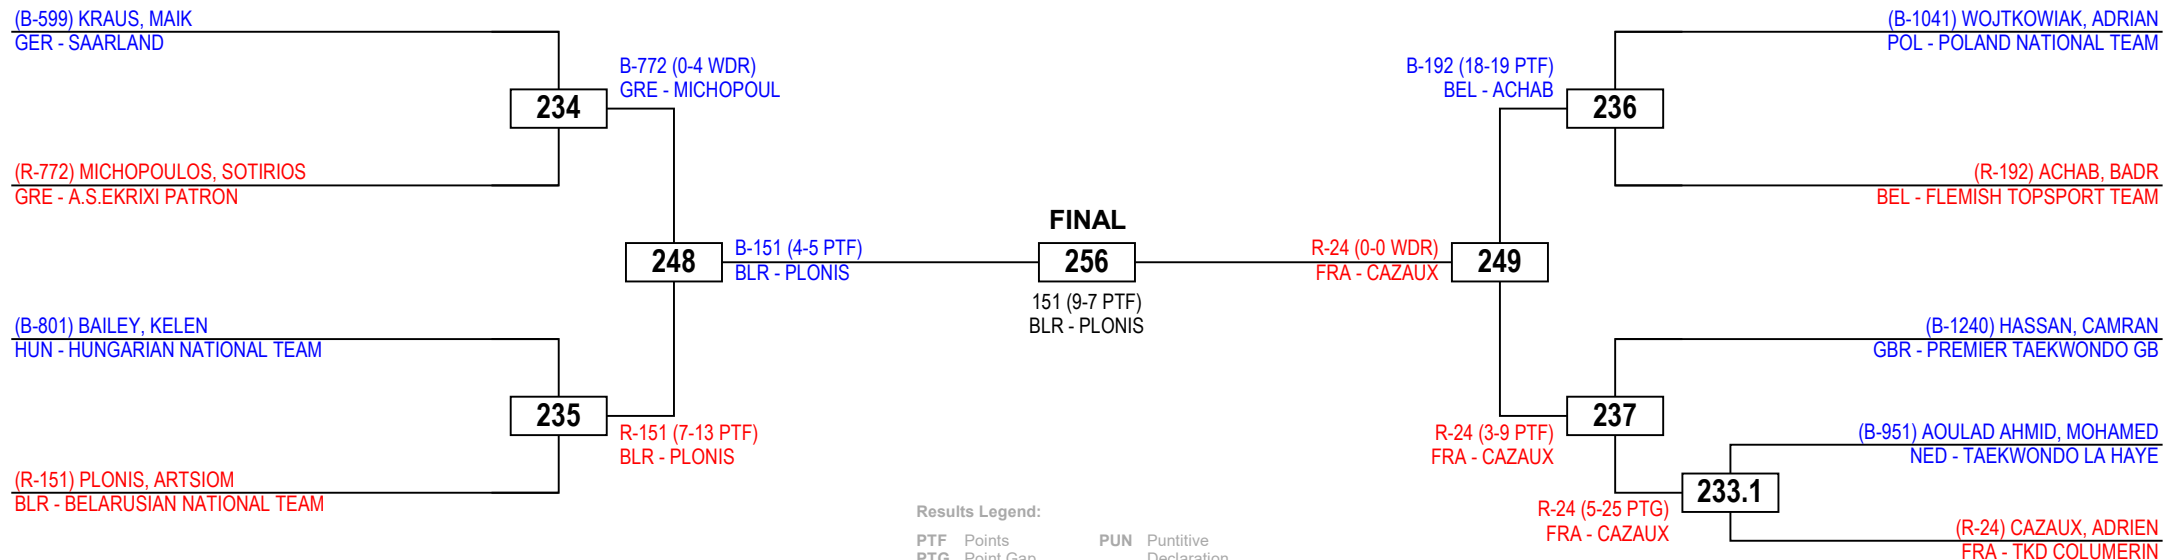 (B-599) KRAUS, MAIK
GER - SAARLAND
B-772 (0-4 WDR)
GRE - MICHOPOUL
234
(R-772) MICHOPOULOS, SOTIRIOS
GRE - A.S.EKRIXI PATRON
248
B-151 (4-5 PTF)
BLR - PLONIS
(B-801) BAILEY, KELEN
HUN - HUNGARIAN NATIONAL TEAM
235
R-151 (7-13 PTF)
BLR - PLONIS
(R-151) PLONIS, ARTSIOM
BLR - BELARUSIAN NATIONAL TEAM
FINAL
256
151 (9-7 PTF)
BLR - PLONIS
(B-1041) WOJTKOWIAK, ADRIAN
POL - POLAND NATIONAL TEAM
B-192 (18-19 PTF)
BEL - ACHAB
236
(R-192) ACHAB, BADR
BEL - FLEMISH TOPSPORT TEAM
R-24 (0-0 WDR)
FRA - CAZAUX
249
(B-1240) HASSAN, CAMRAN
GBR - PREMIER TAEKWONDO GB
237
R-24 (3-9 PTF)
FRA - CAZAUX
(B-951) AOULAD AHMID, MOHAMED
NED - TAEKWONDO LA HAYE
233.1
R-24 (5-25 PTG)
FRA - CAZAUX
(R-24) CAZAUX, ADRIEN
FRA - TKD COLUMERIN
Results Legend:
PTF Points PUN Puntitive
PTG Point Gap Declaration